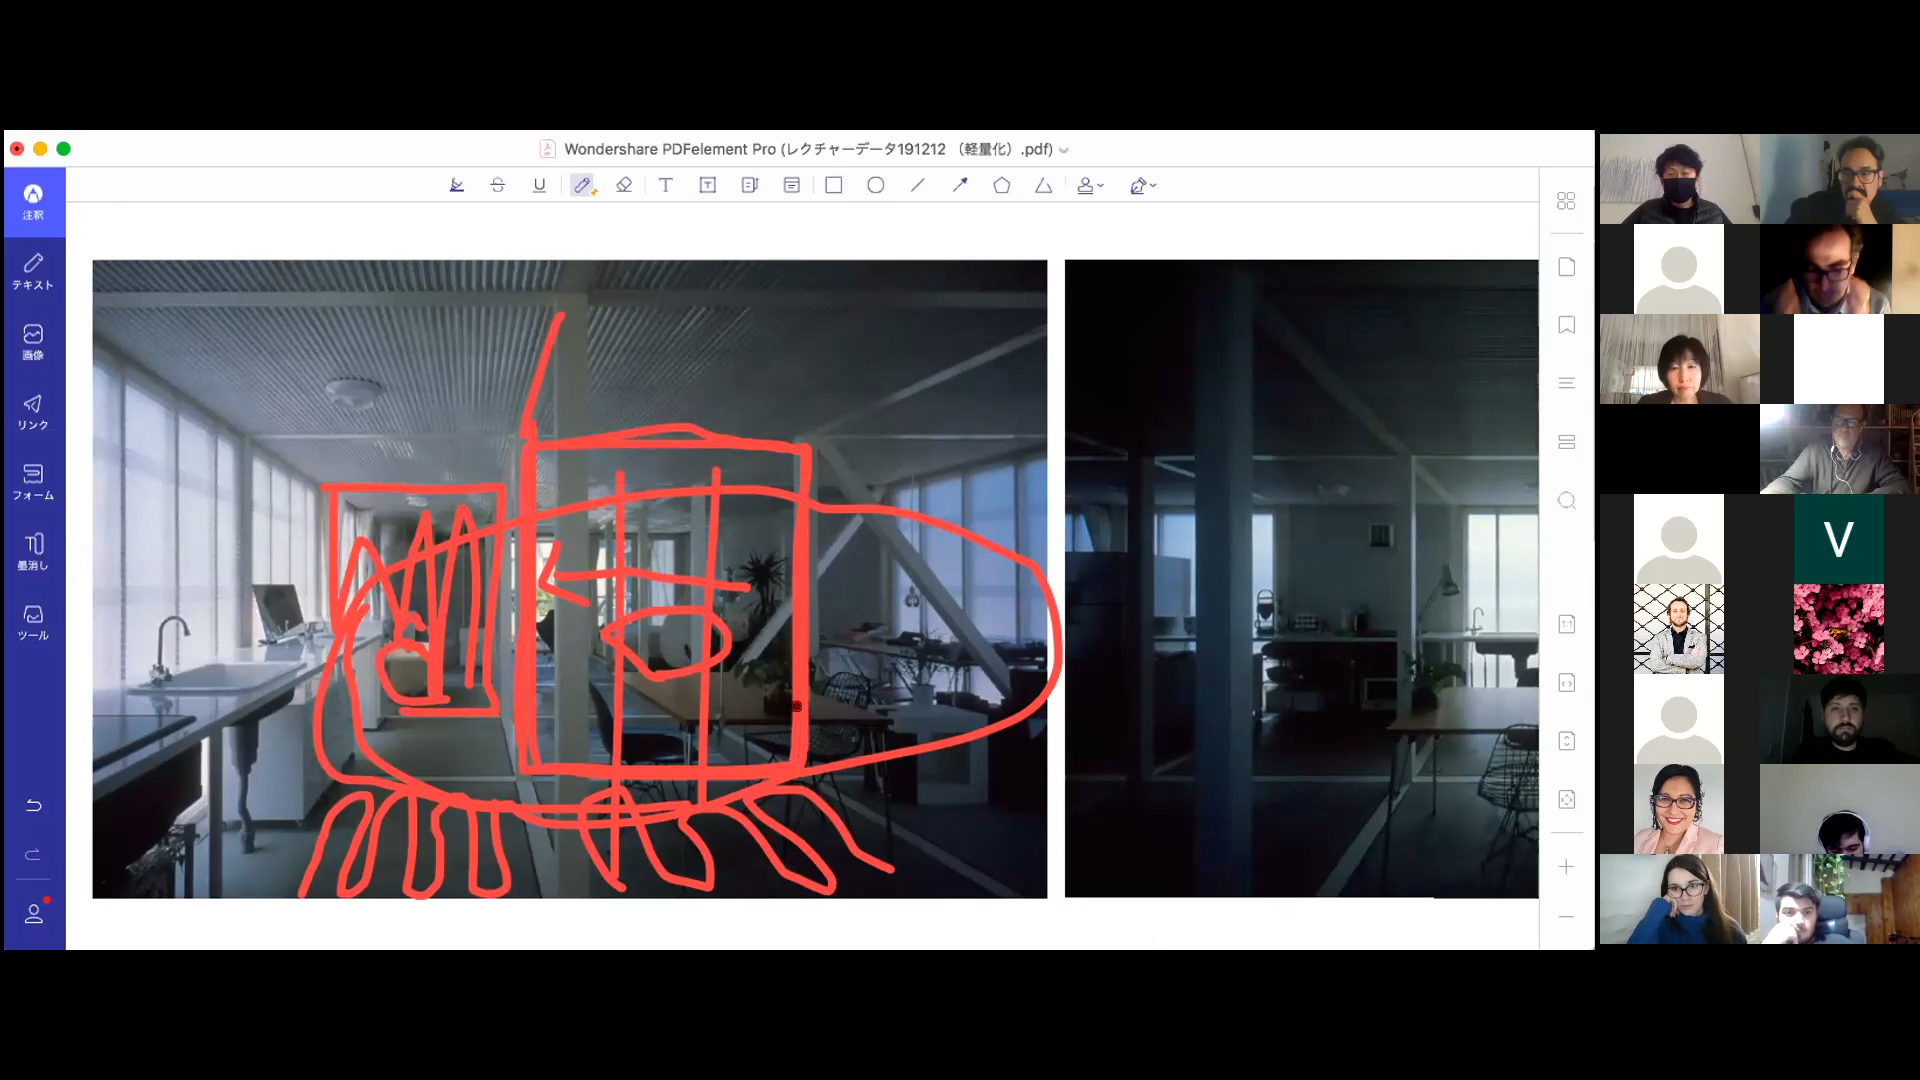 Wondershare PDFelement Pro (レクチャーデータ191212 （軽量化）.pdf)
注釈
テキスト
画像
リンク
フォーム
墨消し
ツール
V